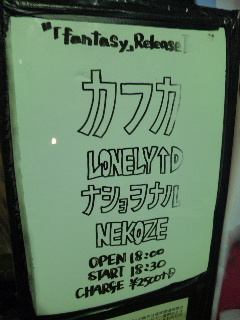 "「fantasy Release」
カフカ
LONELY↑D
ナショヲナル
NEKOZE
OPEN 18:00
START 18:30
CHARGE ¥2500+D